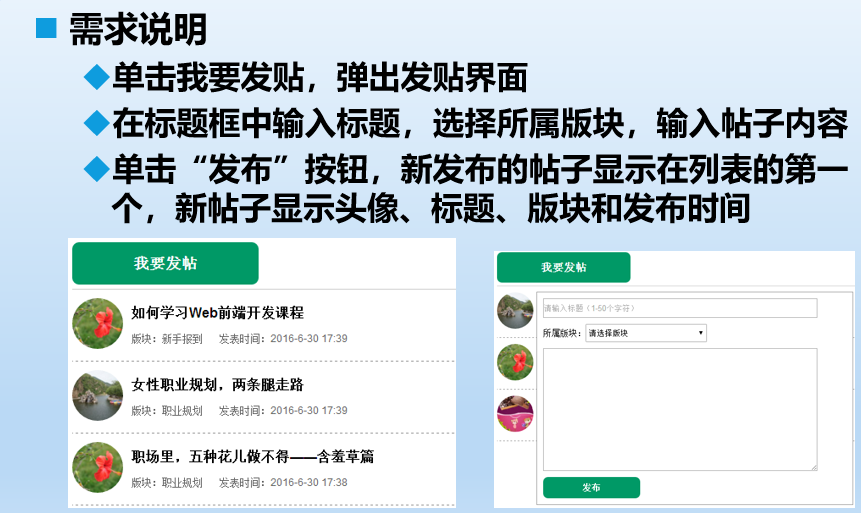 需求说明
单击我要发贴，弹出发贴界面
在标题框中输入标题，选择所属版块，输入帖子内容
单击“发布”按钮，新发布的帖子显示在列表的第一
个，新帖子显示头像、标题、版块和发布时间
我要发帖
如何学习Web前端开发课程
版块：新手报到 发表时间：2016-6-30 17:39
女性职业规划，两条腿走路
版块：职业规划 发表时间：2016-6-30 17:39
职场里，五种花儿做不得——含羞草篇
版块：职业规划 发表时间：2016-6-30 17:38
我要发帖
请输入标题（1-50个字符）
所属版块：请选择版块
发布